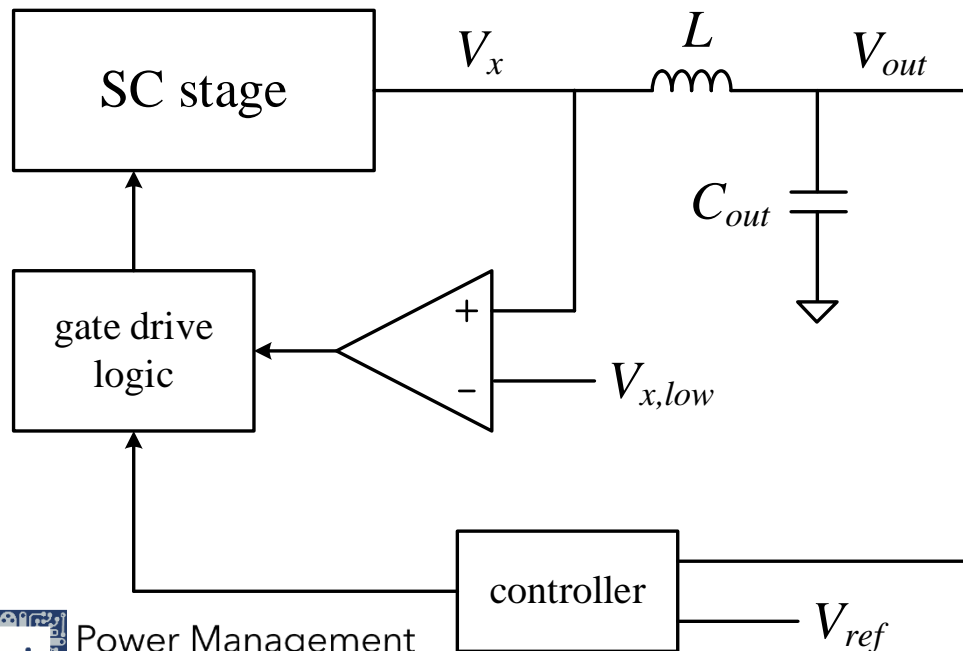 SC stage
V_x
L
V_out
C_out
gate drive
logic
+
−
V_x,low
controller
V_ref
Power Management